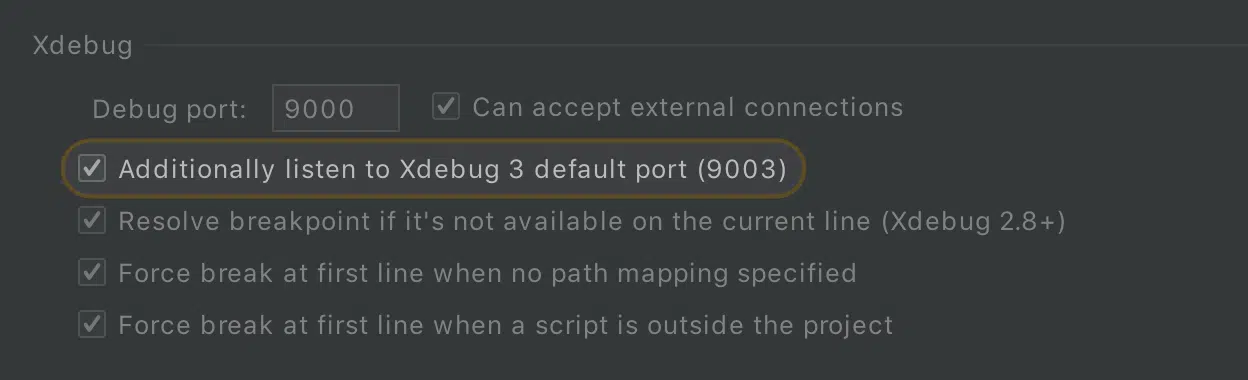 Xdebug
Debug port: 9000 Can accept external connections
Additionally listen to Xdebug 3 default port (9003)
Resolve breakpoint if it's not available on the current line (Xdebug 2.8+)
Force break at first line when no path mapping specified
Force break at first line when a script is outside the project